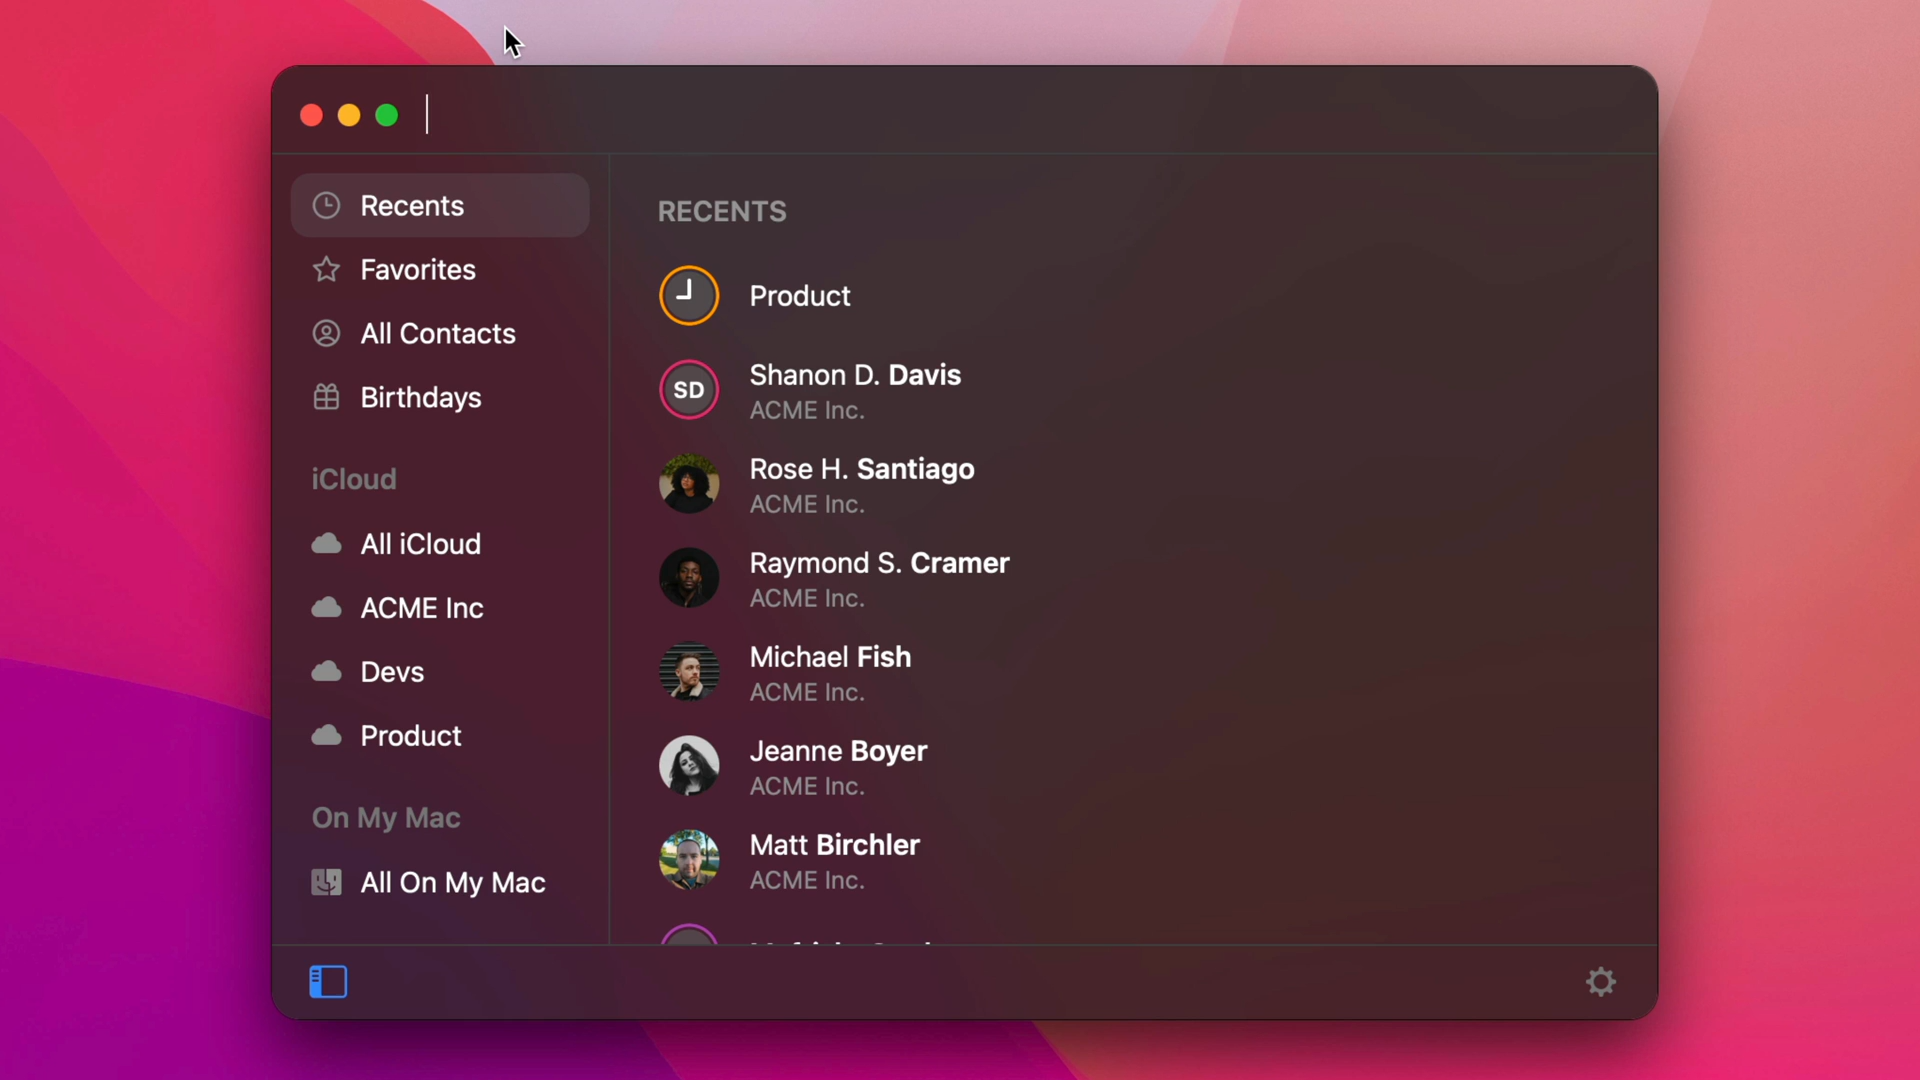 Recents
Favorites
All Contacts
Birthdays
iCloud
All iCloud
ACME Inc
Devs
Product
On My Mac
All On My Mac
RECENTS
Product
SD
Shanon D. Davis
ACME Inc.
Rose H. Santiago
ACME Inc.
Raymond S. Cramer
ACME Inc.
Michael Fish
ACME Inc.
Jeanne Boyer
ACME Inc.
Matt Birchler
ACME Inc.